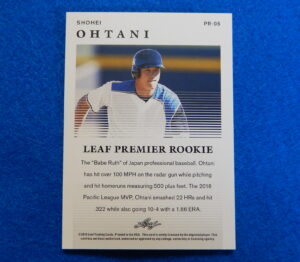 SHOHEI
PR-05
OHTANI
LEAF PREMIER ROOKIE
The "Babe Ruth" of Japan professional baseball, Ohtani
has hit over 100 MPH on the radar gun while pitching
and hit homeruns measuring 500 plus feet. The 2016
Pacific League MVP, Ohtani smashed 22 HRs and hit
.322 while also going 10-4 with a 1.86 ERA.
Leaf